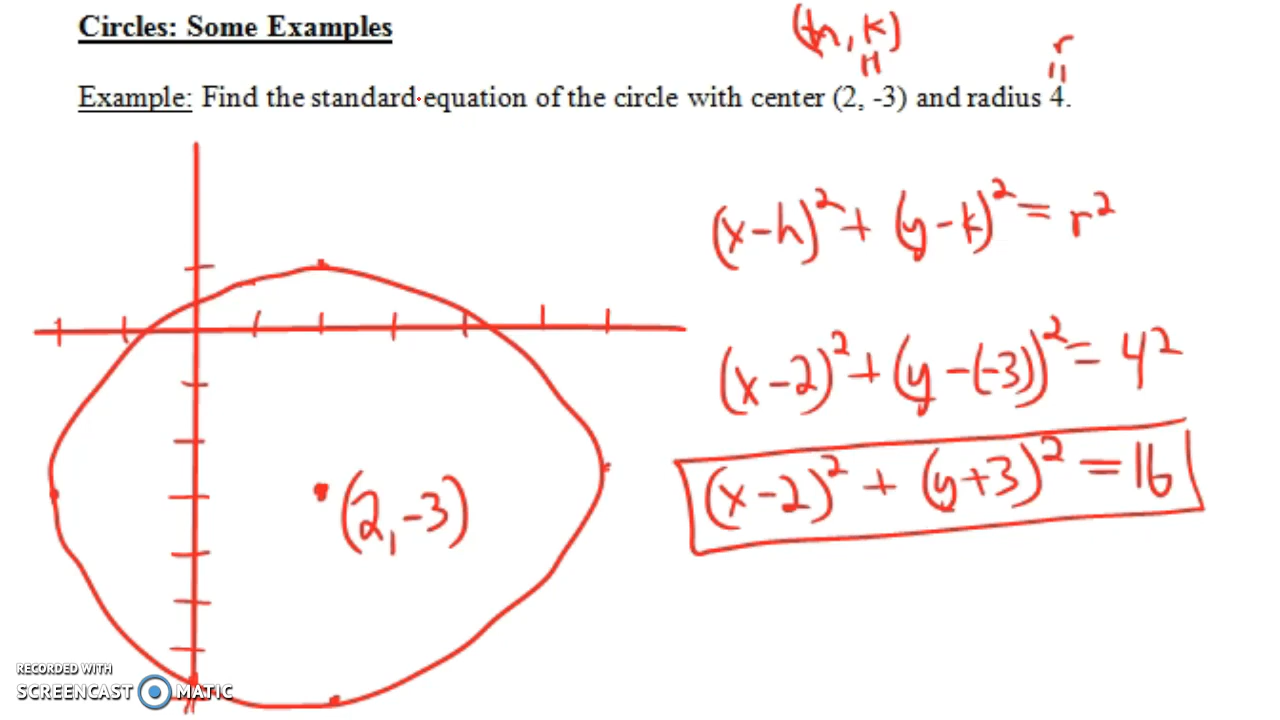 Circles: Some Examples
(h, k)
r
Example: Find the standard equation of the circle with center (2, -3) and radius 4.
(x-h)² + (y-k)² = r²
(x-2)² + (y-(-3))² = 4²
(x-2)² + (y+3)² = 16
(2,-3)
RECORDED WITH
SCREENCAST MATIC